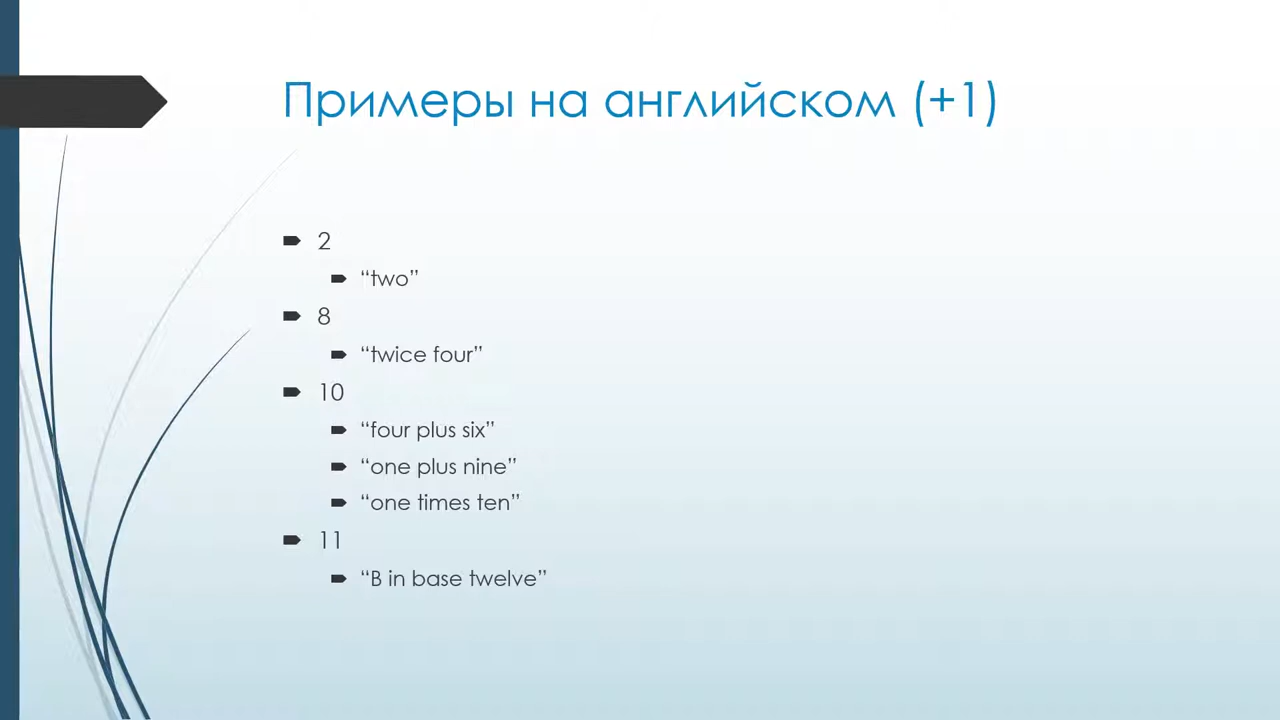 Примеры на английском (+1)
2
“two”
8
“twice four”
10
“four plus six”
“one plus nine”
“one times ten”
11
“B in base twelve”